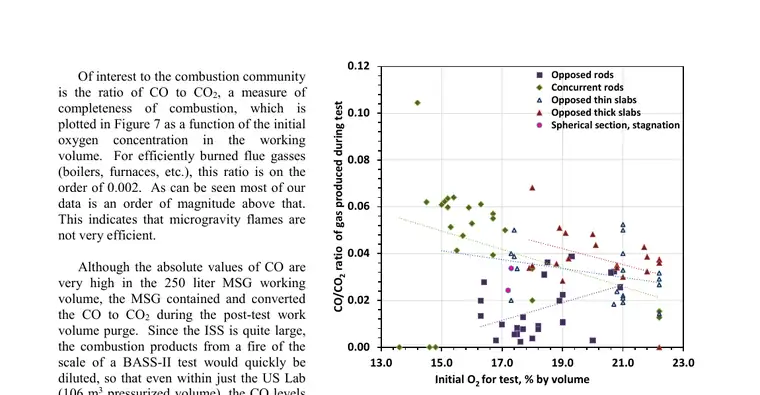 Of interest to the combustion community
is the ratio of CO to CO₂, a measure of
completeness of combustion, which is
plotted in Figure 7 as a function of the initial
oxygen concentration in the working
volume. For efficiently burned flue gasses
(boilers, furnaces, etc.), this ratio is on the
order of 0.002. As can be seen most of our
data is an order of magnitude above that.
This indicates that microgravity flames are
not very efficient.
Although the absolute values of CO are
very high in the 250 liter MSG working
volume, the MSG contained and converted
the CO to CO₂ during the post-test work
volume purge. Since the ISS is quite large,
the combustion products from a fire of the
scale of a BASS-II test would quickly be
diluted, so that even within just the US Lab
(106 m³ pressurized volume), the CO levels
CO/CO₂ ratio of gas produced during test
0.12
0.10
0.08
0.06
0.04
0.02
0.00
Opposed rods
Concurrent rods
Opposed thin slabs
Opposed thick slabs
Spherical section, stagnation
13.0 15.0 17.0 19.0 21.0 23.0
Initial O₂ for test, % by volume